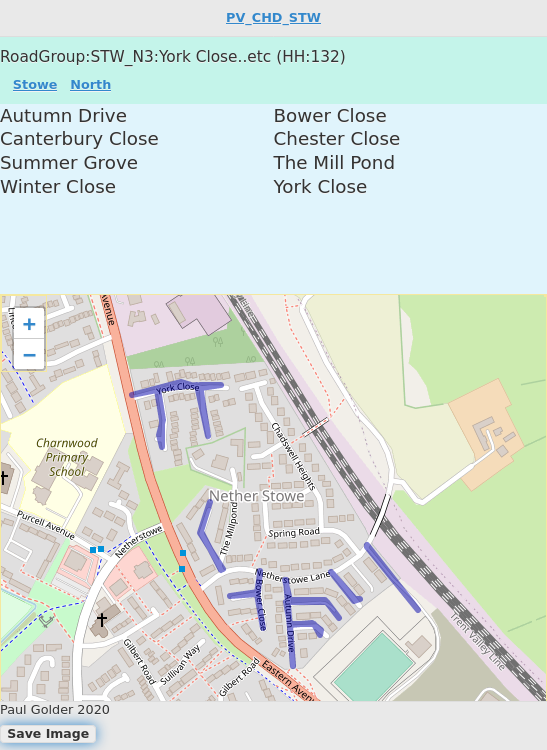 PV_CHD_STW
RoadGroup:STW_N3:York Close..etc (HH:132)
Stowe North
Autumn Drive Bower Close
Canterbury Close Chester Close
Summer Grove The Mill Pond
Winter Close York Close
+
−
Avenue
York Close
Charnwood
Primary
School
Chadswell Heights
Nether Stowe
Purcell Avenue
The Millpond
Spring Road
Netherstowe
Netherstowe Lane
Bower Close
Autumn Drive
Trent Valley Line
Gilbert Road
Sullivan Way
Gilbert Road
Eastern Avenue
Paul Golder 2020
Save Image